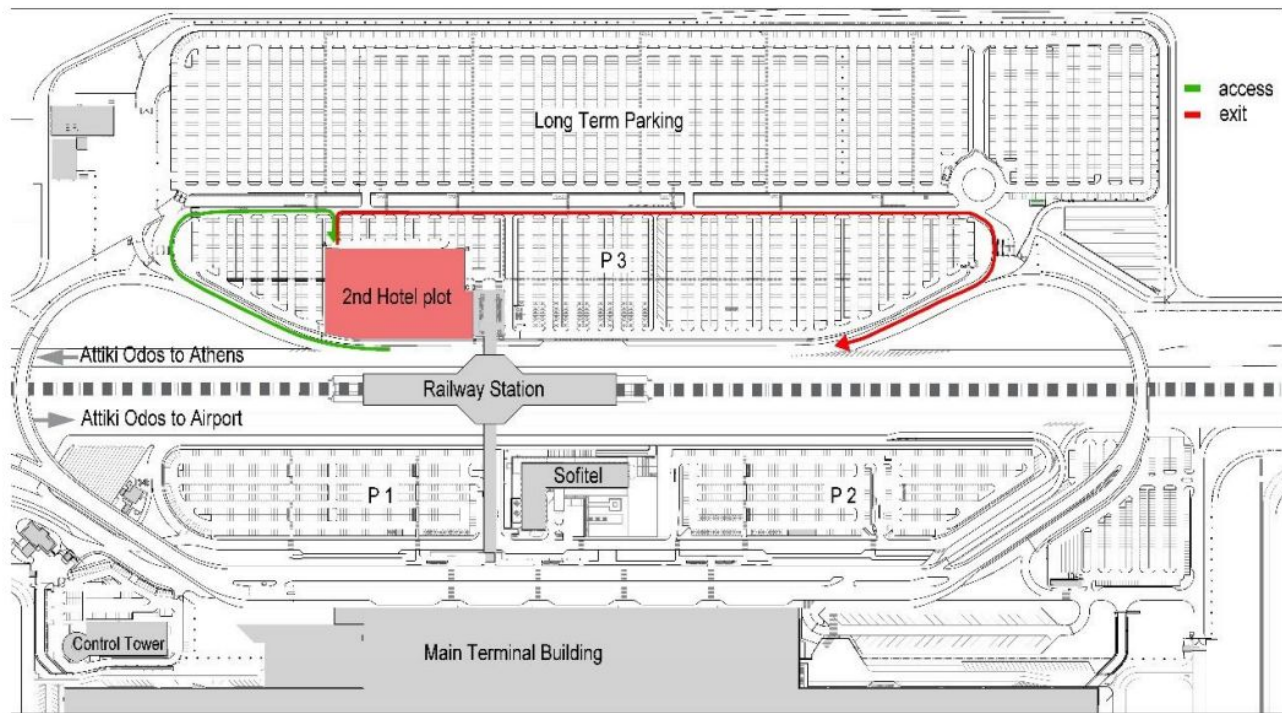 Long Term Parking
access
exit
P 3
2nd Hotel plot
Attiki Odos to Athens
Railway Station
Attiki Odos to Airport
Sofitel
P 1
P 2
Control Tower
Main Terminal Building